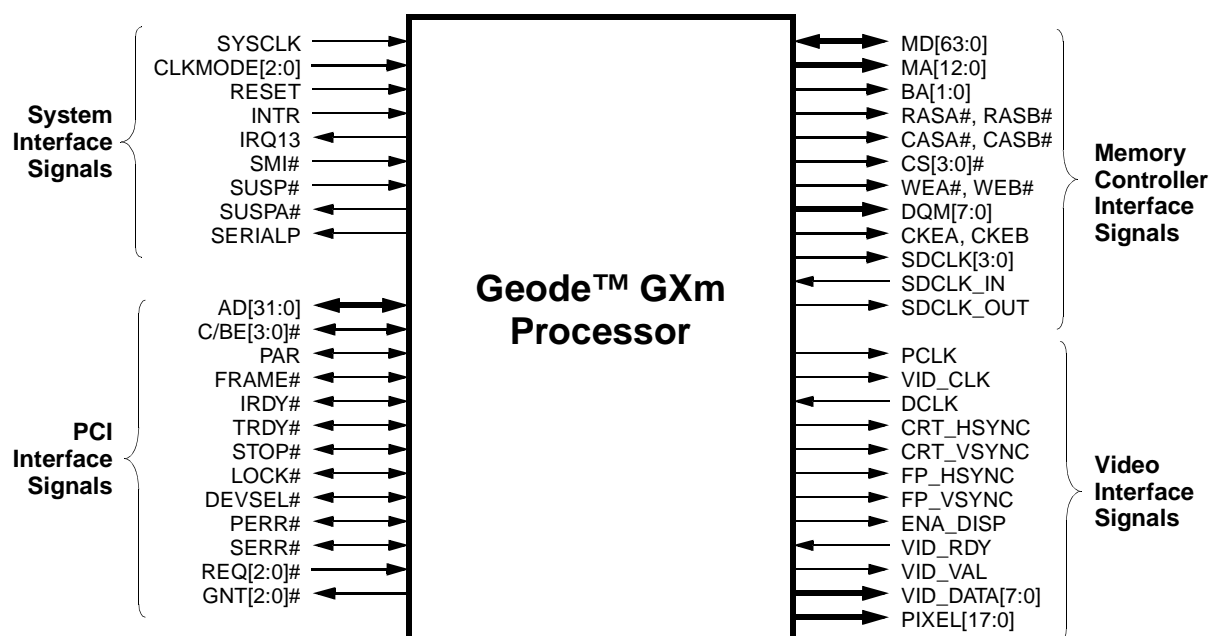 System
Interface
Signals
SYSCLK
CLKMODE[2:0]
RESET
INTR
IRQ13
SMI#
SUSP#
SUSPA#
SERIALP
PCI
Interface
Signals
AD[31:0]
C/BE[3:0]#
PAR
FRAME#
IRDY#
TRDY#
STOP#
LOCK#
DEVSEL#
PERR#
SERR#
REQ[2:0]#
GNT[2:0]#
Geode™ GXm
Processor
MD[63:0]
MA[12:0]
BA[1:0]
RASA#, RASB#
CASA#, CASB#
CS[3:0]#
WEA#, WEB#
DQM[7:0]
CKEA, CKEB
SDCLK[3:0]
SDCLK_IN
SDCLK_OUT
Memory
Controller
Interface
Signals
PCLK
VID_CLK
DCLK
CRT_HSYNC
CRT_VSYNC
FP_HSYNC
FP_VSYNC
ENA_DISP
VID_RDY
VID_VAL
VID_DATA[7:0]
PIXEL[17:0]
Video
Interface
Signals